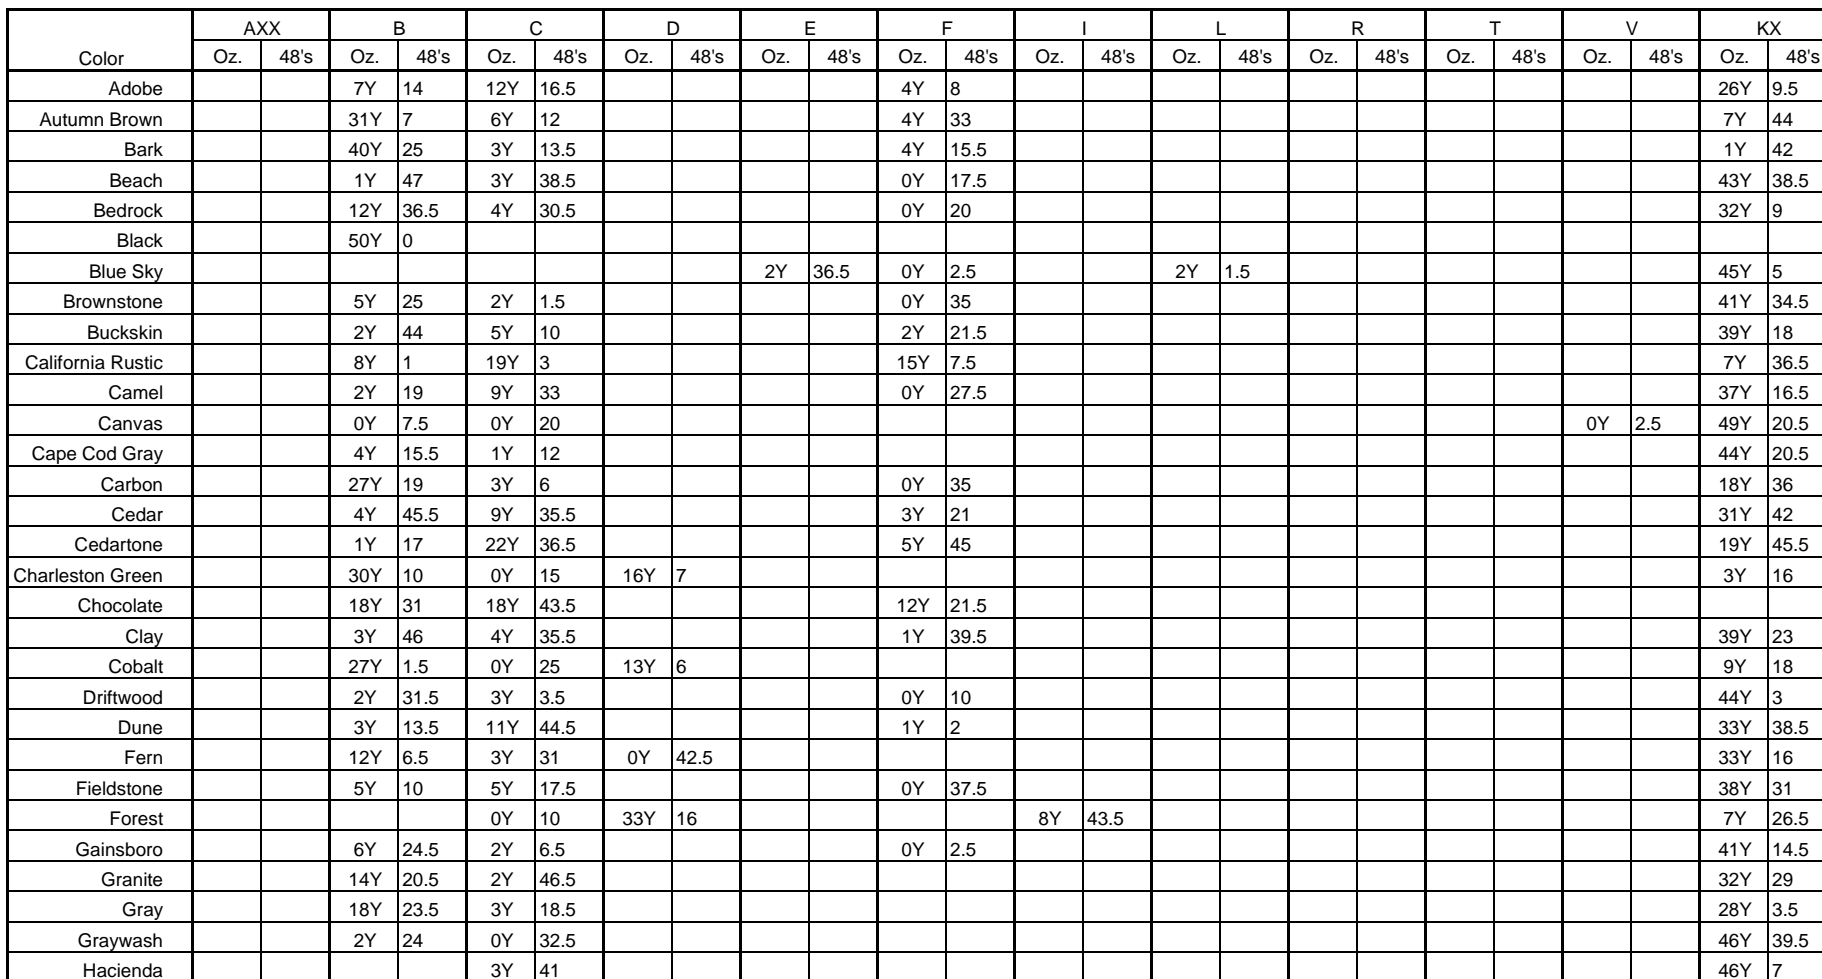 AXX B C D E F I L R T V KX
Color Oz. 48's Oz. 48's Oz. 48's Oz. 48's Oz. 48's Oz. 48's Oz. 48's Oz. 48's Oz. 48's Oz. 48's Oz. 48's Oz. 48's
Adobe 7Y 14 12Y 16.5 4Y 8 26Y 9.5
Autumn Brown 31Y 7 6Y 12 4Y 33 7Y 44
Bark 40Y 25 3Y 13.5 4Y 15.5 1Y 42
Beach 1Y 47 3Y 38.5 0Y 17.5 43Y 38.5
Bedrock 12Y 36.5 4Y 30.5 0Y 20 32Y 9
Black 50Y 0
Blue Sky 2Y 36.5 0Y 2.5 2Y 1.5 45Y 5
Brownstone 5Y 25 2Y 1.5 0Y 35 41Y 34.5
Buckskin 2Y 44 5Y 10 2Y 21.5 39Y 18
California Rustic 8Y 1 19Y 3 15Y 7.5 7Y 36.5
Camel 2Y 19 9Y 33 0Y 27.5 37Y 16.5
Canvas 0Y 7.5 0Y 20 0Y 2.5 49Y 20.5
Cape Cod Gray 4Y 15.5 1Y 12 44Y 20.5
Carbon 27Y 19 3Y 6 0Y 35 18Y 36
Cedar 4Y 45.5 9Y 35.5 3Y 21 31Y 42
Cedartone 1Y 17 22Y 36.5 5Y 45 19Y 45.5
Charleston Green 30Y 10 0Y 15 16Y 7 3Y 16
Chocolate 18Y 31 18Y 43.5 12Y 21.5
Clay 3Y 46 4Y 35.5 1Y 39.5 39Y 23
Cobalt 27Y 1.5 0Y 25 13Y 6 9Y 18
Driftwood 2Y 31.5 3Y 3.5 0Y 10 44Y 3
Dune 3Y 13.5 11Y 44.5 1Y 2 33Y 38.5
Fern 12Y 6.5 3Y 31 0Y 42.5 33Y 16
Fieldstone 5Y 10 5Y 17.5 0Y 37.5 38Y 31
Forest 0Y 10 33Y 16 8Y 43.5 7Y 26.5
Gainsboro 6Y 24.5 2Y 6.5 0Y 2.5 41Y 14.5
Granite 14Y 20.5 2Y 46.5 32Y 29
Gray 18Y 23.5 3Y 18.5 28Y 3.5
Graywash 2Y 24 0Y 32.5 46Y 39.5
Hacienda 3Y 41 46Y 7